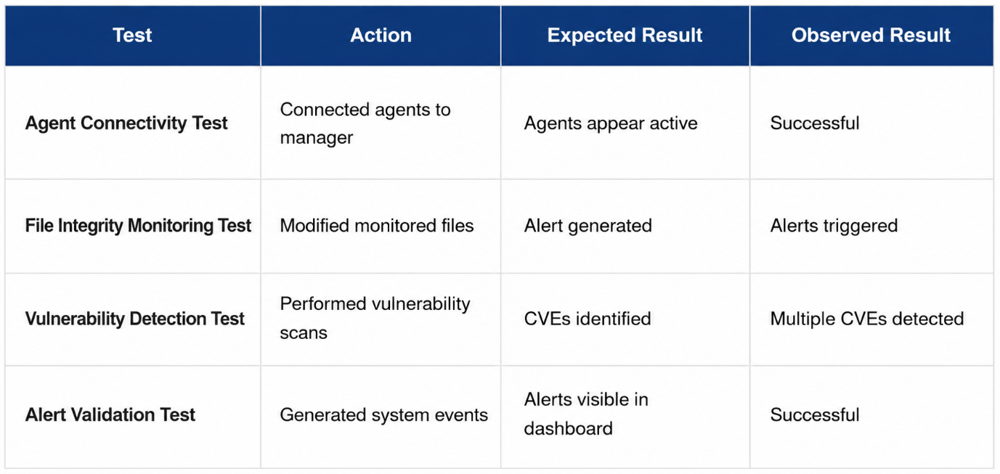 Test Action Expected Result Observed Result
Agent Connectivity Test Connected agents to manager Agents appear active Successful
File Integrity Monitoring Test Modified monitored files Alert generated Alerts triggered
Vulnerability Detection Test Performed vulnerability scans CVEs identified Multiple CVEs detected
Alert Validation Test Generated system events Alerts visible in dashboard Successful